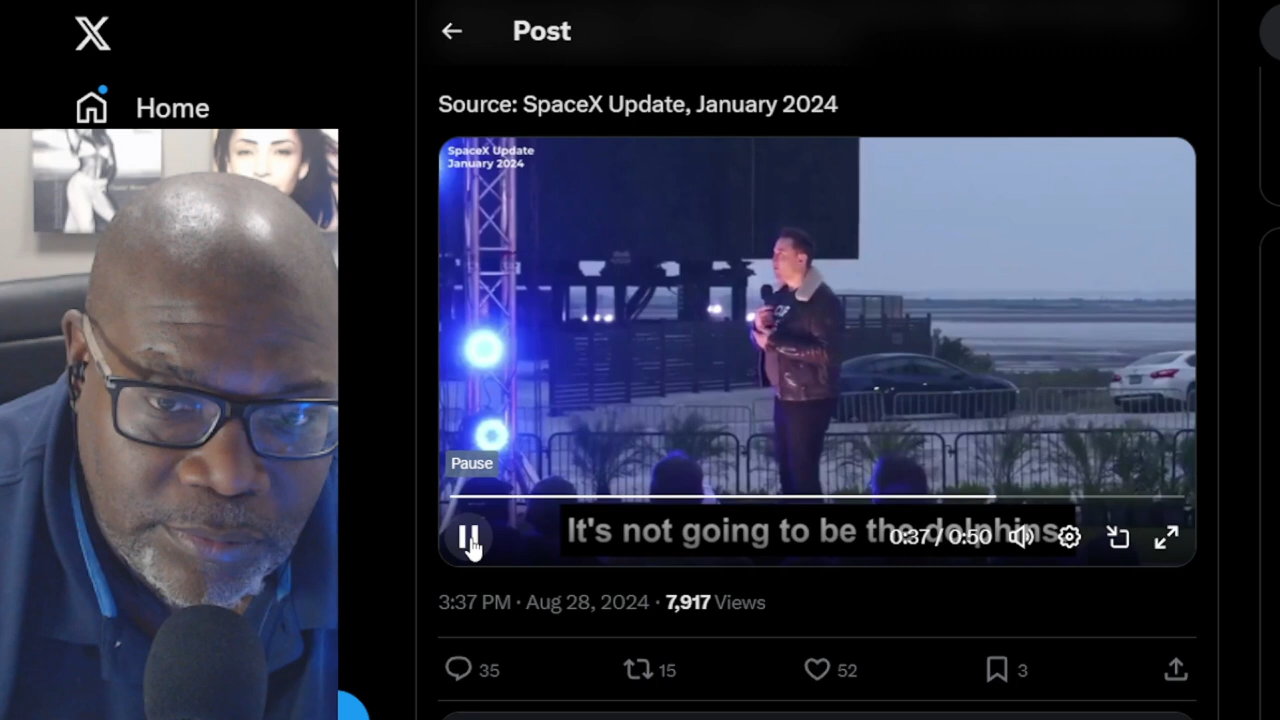 Post
Home
Source: SpaceX Update, January 2024
SpaceX Update
January 2024
Pause
It's not going to be the dolphins
0:37 / 0:50
3:37 PM · Aug 28, 2024 · 7,917 Views
35
15
52
3